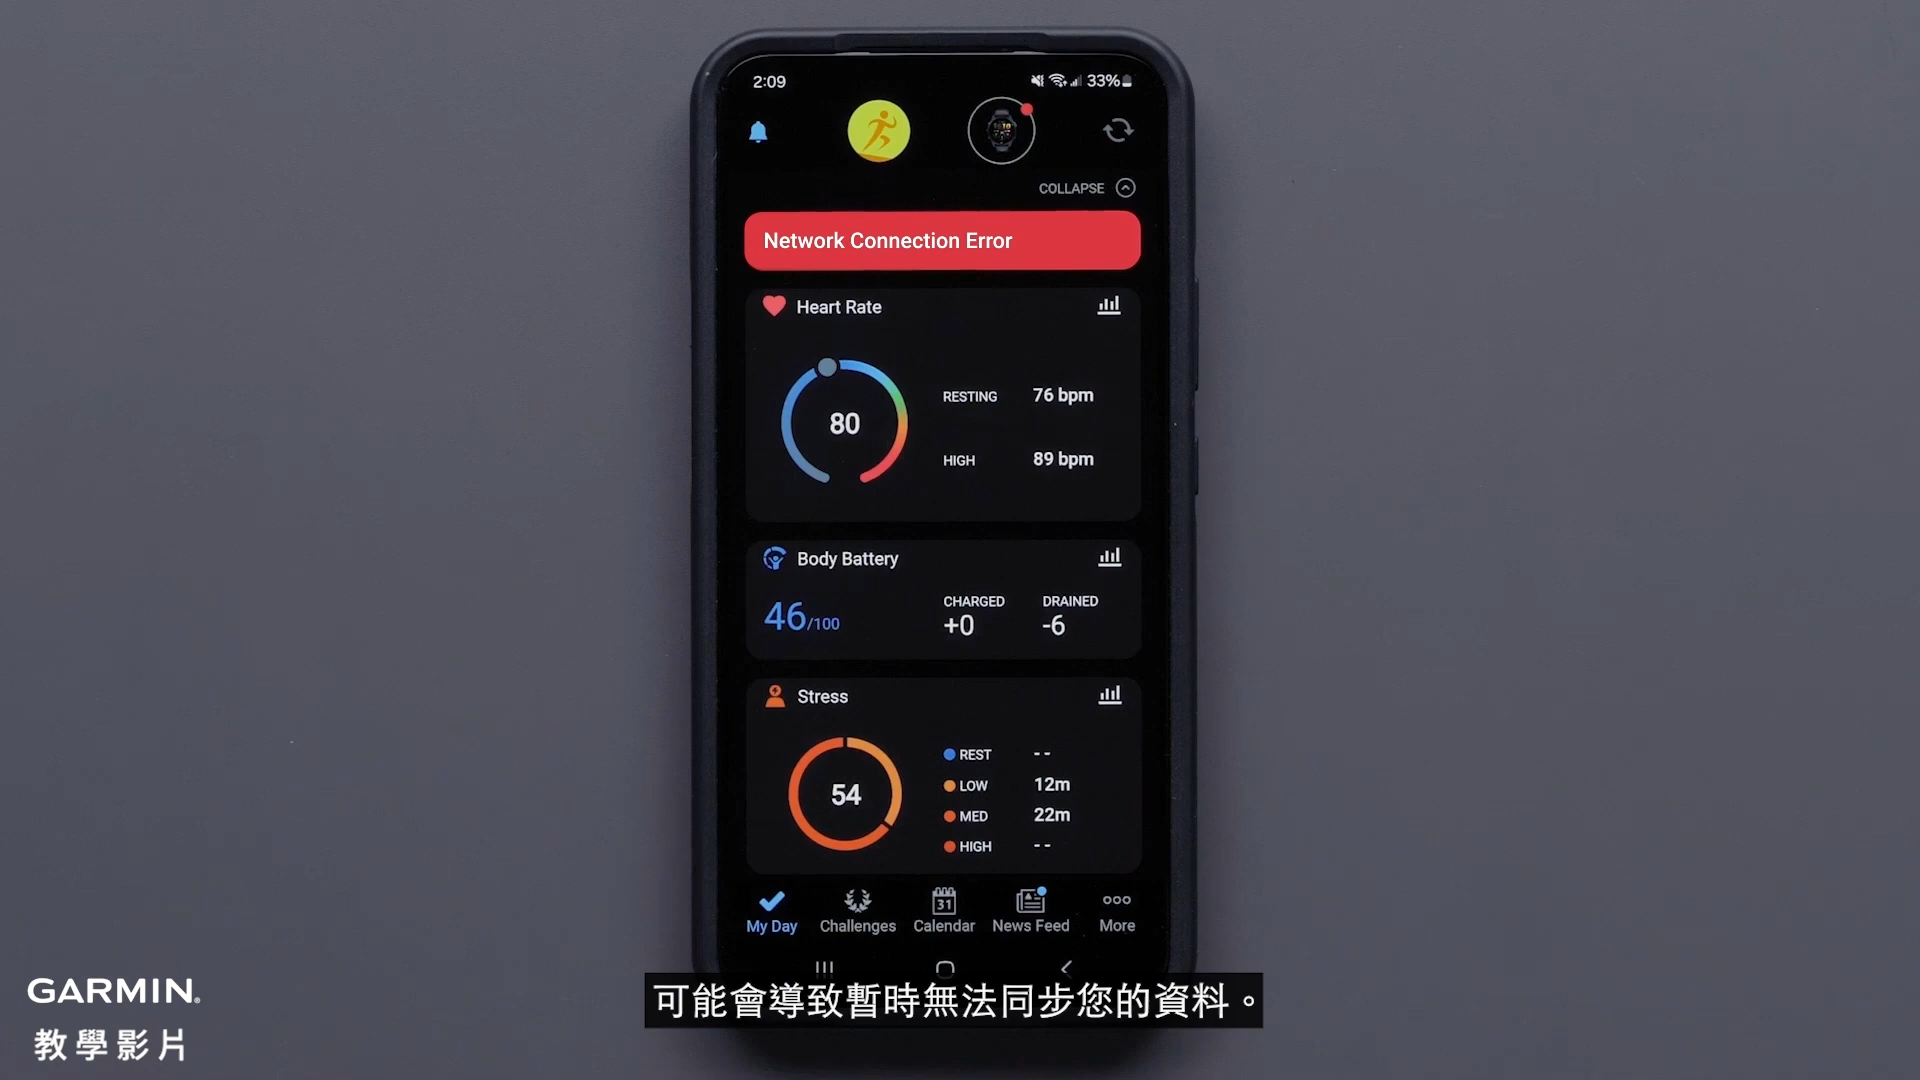 2:09
33%
COLLAPSE
Network Connection Error
Heart Rate
80
RESTING 76 bpm
HIGH 89 bpm
Body Battery
46/100
CHARGED
+0
DRAINED
-6
Stress
54
REST --
LOW 12m
MED 22m
HIGH --
31
My Day Challenges Calendar News Feed More
可能會導致暫時無法同步您的資料。
GARMIN
教學影片